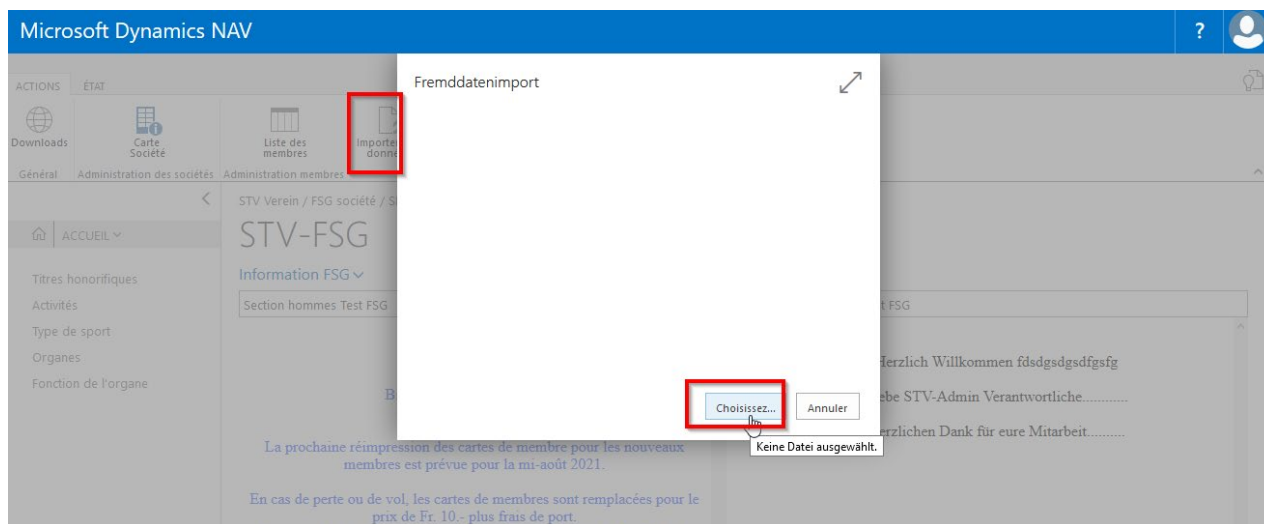 Microsoft Dynamics NAV
?
ACTIONS ÉTAT
Downloads
Carte
Société
Liste des
membres
Général Administration des sociétés Administration membres
Fremddatenimport
STV Verein / FSG société /
ACCUEIL
STV-FSG
Information FSG
Titres honorifiques
Activités
Type de sport
Organes
Fonction de l'organe
Section hommes Test FSG
FSG
Herzlich Willkommen fdsdgsdgsdfgsfg
STV-Admin Verantwortliche............
Dank für eure Mitarbeit..........
Choisissez... Annuler
Keine Datei ausgewählt.
La prochaine réimpression des cartes de membre pour les nouveaux
membres est prévue pour la mi-août 2021.
En cas de perte ou de vol, les cartes de membres sont remplacées pour le
prix de Fr. 10.- plus frais de port.